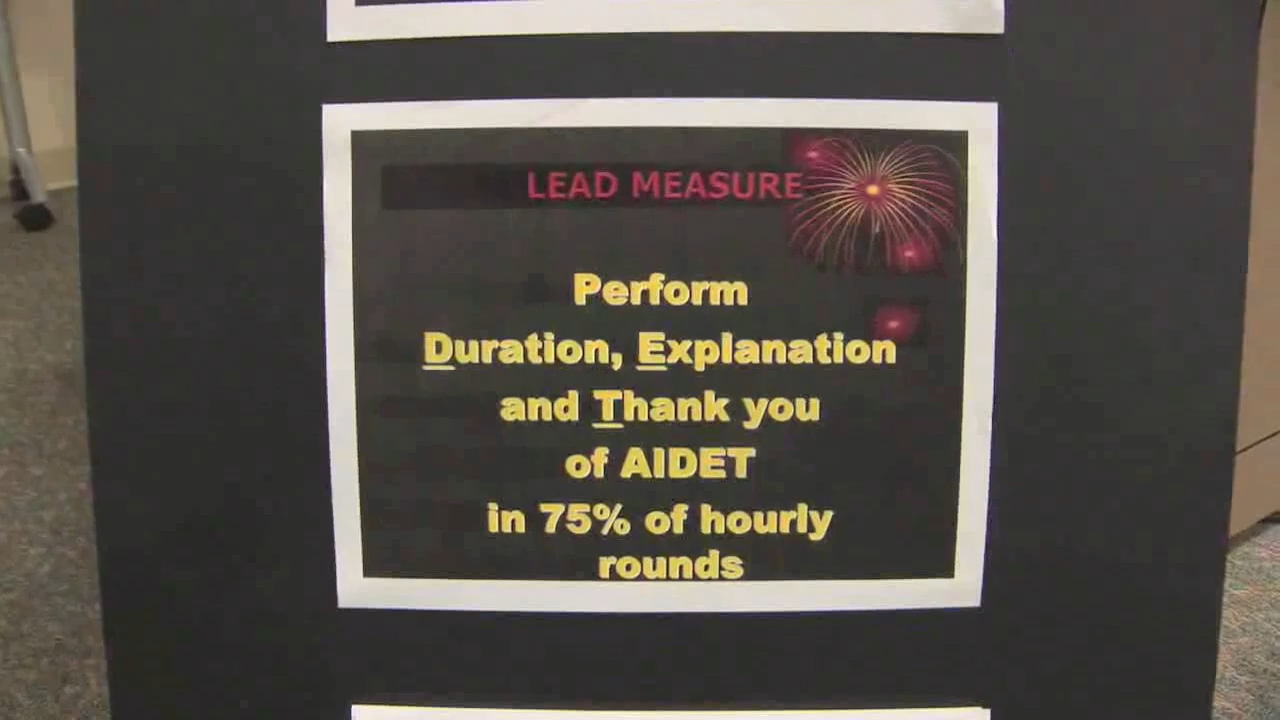 LEAD MEASURE
Perform
Duration, Explanation
and Thank you
of AIDET
in 75% of hourly
rounds